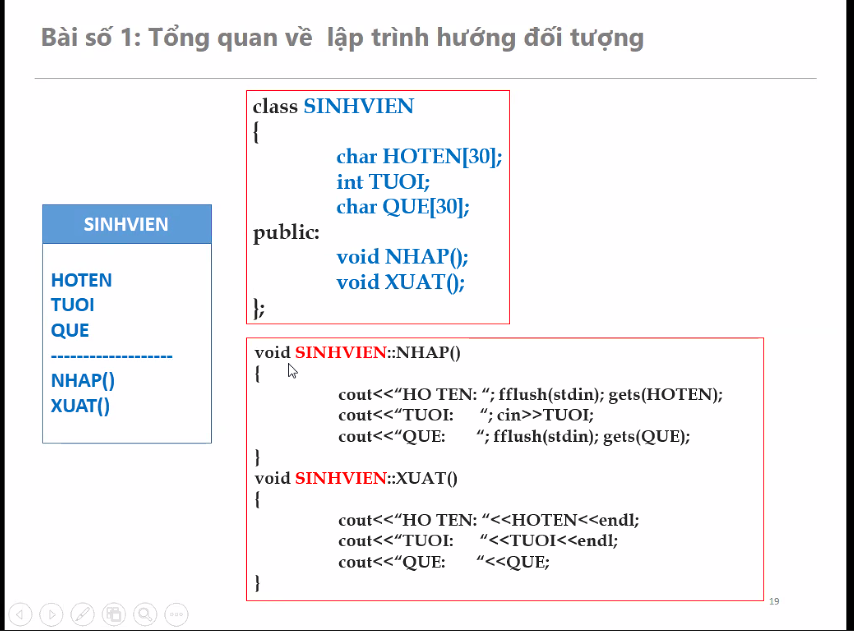 Bài số 1: Tổng quan về lập trình hướng đối tượng
class SINHVIEN
{
char HOTEN[30];
int TUOI;
char QUE[30];
public:
void NHAP();
void XUAT();
};
SINHVIEN
HOTEN
TUOI
QUE
-------------------
NHAP()
XUAT()
void SINHVIEN::NHAP()
{
cout<<“HO TEN: “; fflush(stdin); gets(HOTEN);
cout<<“TUOI: “; cin>>TUOI;
cout<<“QUE: “; fflush(stdin); gets(QUE);
}
void SINHVIEN::XUAT()
{
cout<<“HO TEN: “<<HOTEN<<endl;
cout<<“TUOI: “<<TUOI<<endl;
cout<<“QUE: “<<QUE;
}
19